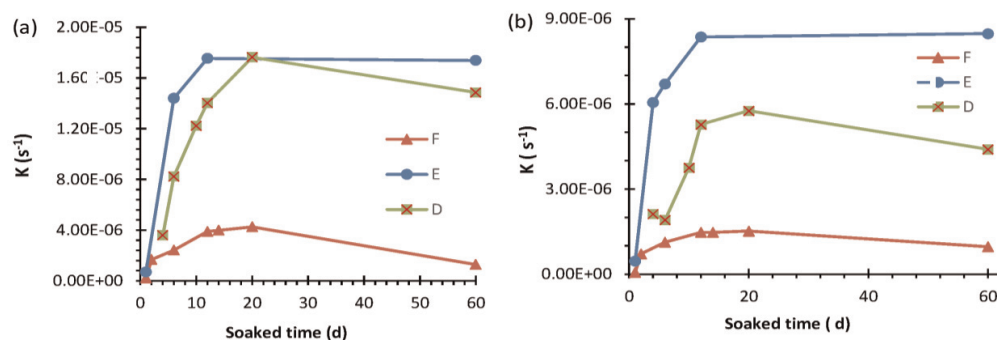 (a)
2.00E-05
1.60E-05
1.20E-05
8.00E-06
4.00E-06
0.00E+00
K (s-1)
0 10 20 30 40 50 60
Soaked time (d)
F
E
D
(b)
9.00E-06
6.00E-06
3.00E-06
0.00E+00
K ( s-1)
0 20 40 60
Soaked time ( d)
F
E
D